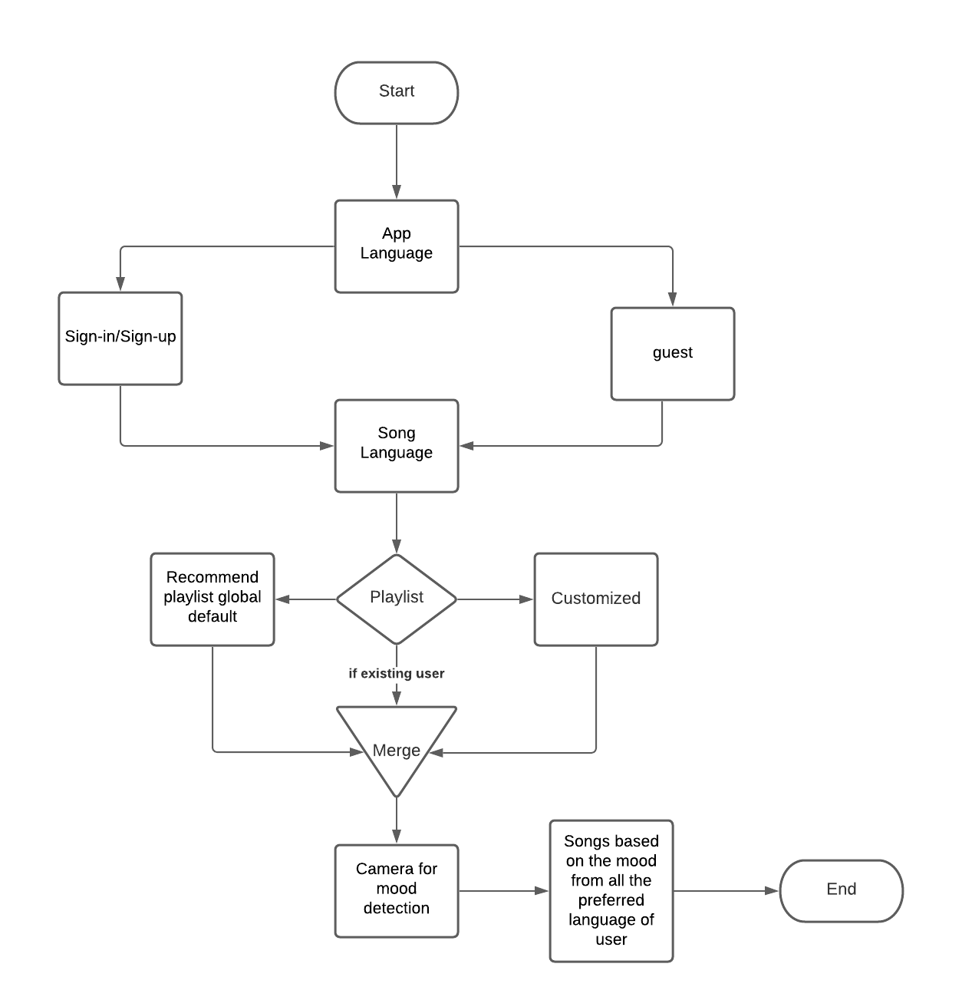 Start
App
Language
Sign-in/Sign-up
guest
Song
Language
Recommend
playlist global
default
Playlist
Customized
if existing user
Merge
Camera for
mood
detection
Songs based
on the mood
from all the
preferred
language of
user
End